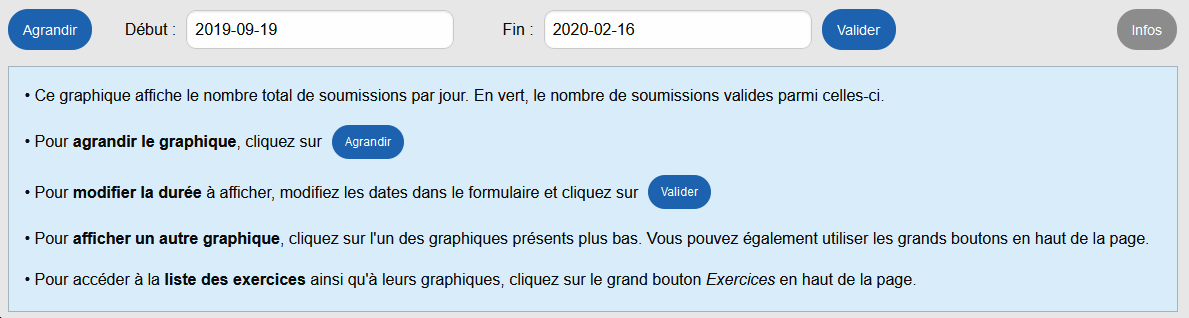 Agrandir Début : 2019-09-19 Fin : 2020-02-16 Valider Infos
• Ce graphique affiche le nombre total de soumissions par jour. En vert, le nombre de soumissions valides parmi celles-ci.
• Pour agrandir le graphique, cliquez sur Agrandir
• Pour modifier la durée à afficher, modifiez les dates dans le formulaire et cliquez sur Valider
• Pour afficher un autre graphique, cliquez sur l'un des graphiques présents plus bas. Vous pouvez également utiliser les grands boutons en haut de la page.
• Pour accéder à la liste des exercices ainsi qu'à leurs graphiques, cliquez sur le grand bouton Exercices en haut de la page.